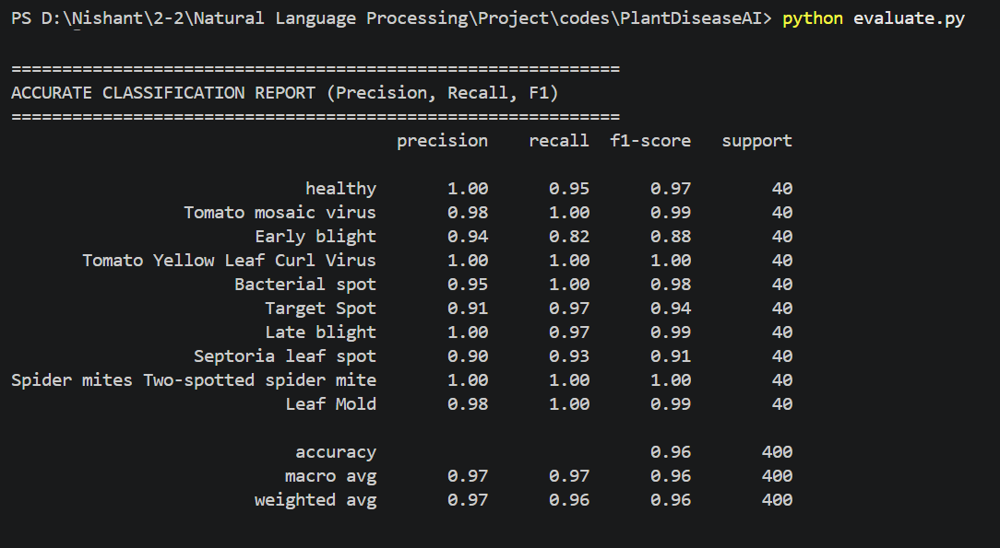 PS D:\Nishant\2-2\Natural Language Processing\Project\codes\PlantDiseaseAI> python evaluate.py
============================================================
ACCURATE CLASSIFICATION REPORT (Precision, Recall, F1)
============================================================
precision recall f1-score support
healthy 1.00 0.95 0.97 40
Tomato mosaic virus 0.98 1.00 0.99 40
Early blight 0.94 0.82 0.88 40
Tomato Yellow Leaf Curl Virus 1.00 1.00 1.00 40
Bacterial spot 0.95 1.00 0.98 40
Target Spot 0.91 0.97 0.94 40
Late blight 1.00 0.97 0.99 40
Septoria leaf spot 0.90 0.93 0.91 40
Spider mites Two-spotted spider mite 1.00 1.00 1.00 40
Leaf Mold 0.98 1.00 0.99 40
accuracy 0.96 400
macro avg 0.97 0.97 0.96 400
weighted avg 0.97 0.96 0.96 400